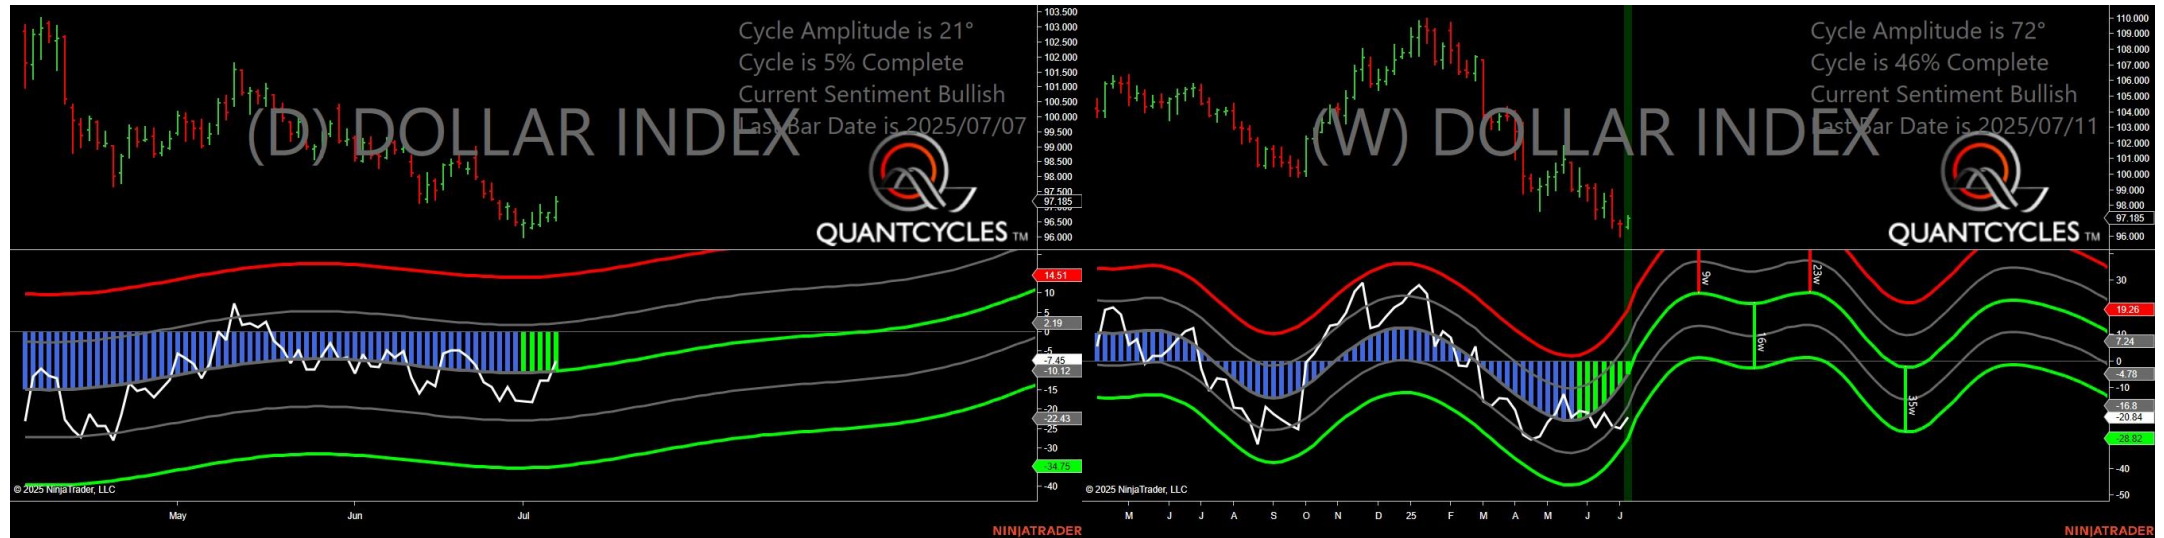 Cycle Amplitude is 21°
Cycle is 5% Complete
Current Sentiment Bullish
Last Bar Date is 2025/07/07
(D) DOLLAR INDEX
QUANTCYCLES TM
103.500
103.000
102.500
102.000
101.500
101.000
100.500
100.000
99.500
99.000
98.500
98.000
97.500
97.185
96.500
96.000
14.51
10
2.19
0
-5
-7.45
-10.12
-15
-20
-22.43
-25
-30
-34.75
-40
© 2025 NinjaTrader, LLC
May
Jun
Jul
NINJATRADER
Cycle Amplitude is 72°
Cycle is 46% Complete
Current Sentiment Bullish
Last Bar Date is 2025/07/11
(W) DOLLAR INDEX
QUANTCYCLES TM
110.000
109.000
108.000
107.000
106.000
105.000
104.000
103.000
102.000
101.000
100.000
99.000
98.000
97.185
96.000
9w
23w
16w
35w
30
19.26
10
7.24
0
-4.78
-10
-16.8
-20.84
-28.82
-40
-50
© 2025 NinjaTrader, LLC
M
J
J
A
S
O
N
D
25
F
M
A
M
J
J
NINJATRADER